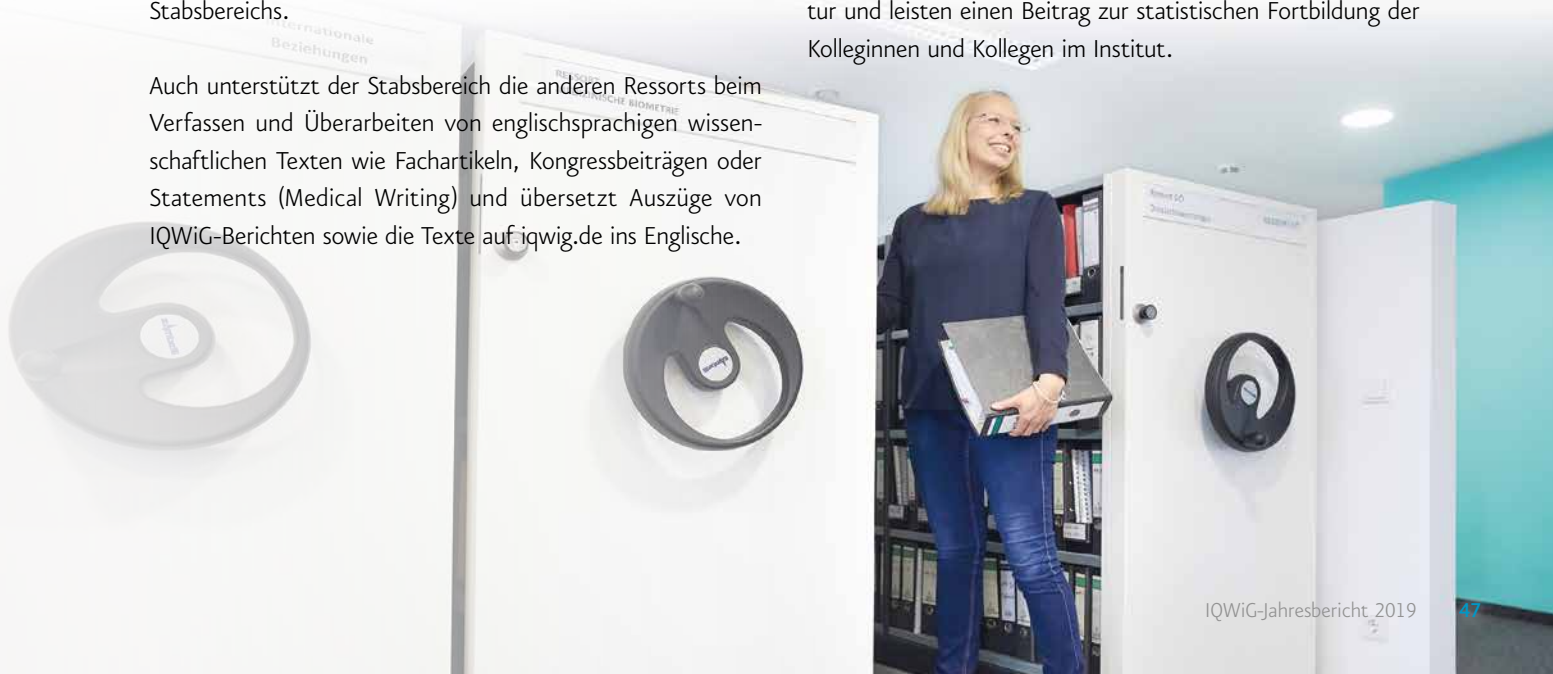 Stabsbereichs.
Auch unterstützt der Stabsbereich die anderen Ressorts beim
Verfassen und Überarbeiten von englischsprachigen wissen-
schaftlichen Texten wie Fachartikeln, Kongressbeiträgen oder
Statements (Medical Writing) und übersetzt Auszüge von
IQWiG-Berichten sowie die Texte auf iqwig.de ins Englische.
tur und leisten einen Beitrag zur statistischen Fortbildung der
Kolleginnen und Kollegen im Institut.
Internationale
Beziehungen
RESSORT
BIOMETRIE
IQWiG-Jahresbericht 2019
47